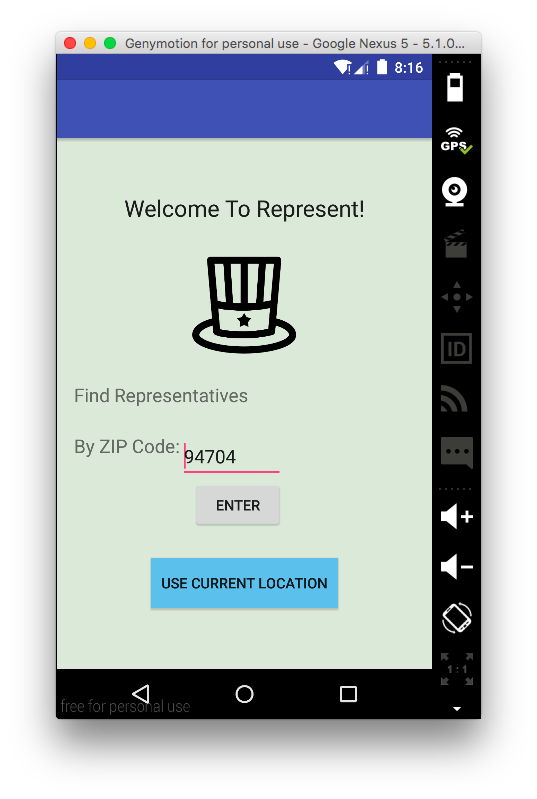 Genymotion for personal use - Google Nexus 5 - 5.1.0...
8:16
GPS
Welcome To Represent!
ID
Find Representatives
By ZIP Code: 94704
ENTER
USE CURRENT LOCATION
1:1
free for personal use